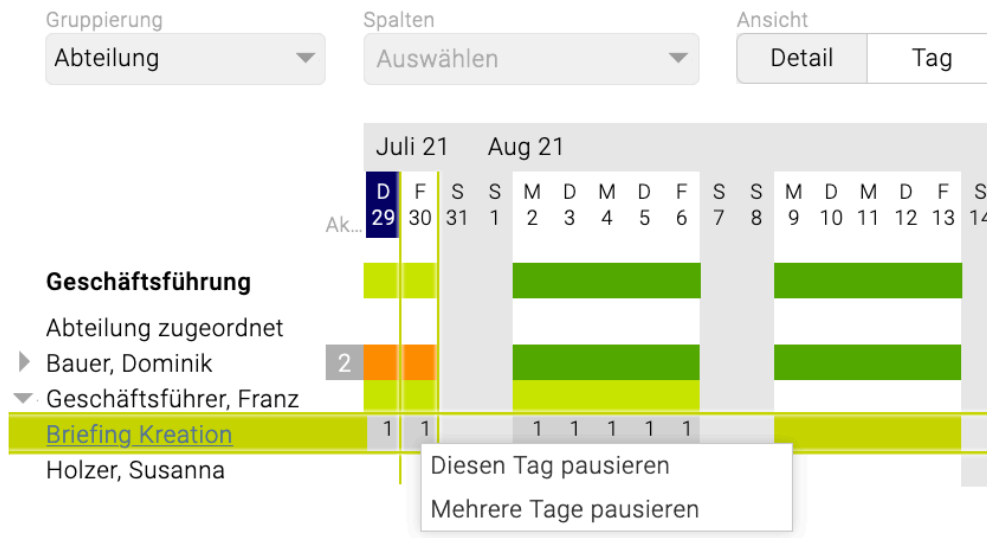 Gruppierung Spalten Ansicht
Abteilung Auswählen Detail Tag
Juli 21 Aug 21
D F S S M D M D F S S M D M D F S
Ak... 29 30 31 1 2 3 4 5 6 7 8 9 10 11 12 13 14
Geschäftsführung
Abteilung zugeordnet
Bauer, Dominik 2
Geschäftsführer, Franz
Briefing Kreation 1 1 1 1 1 1 1
Holzer, Susanna
Diesen Tag pausieren
Mehrere Tage pausieren